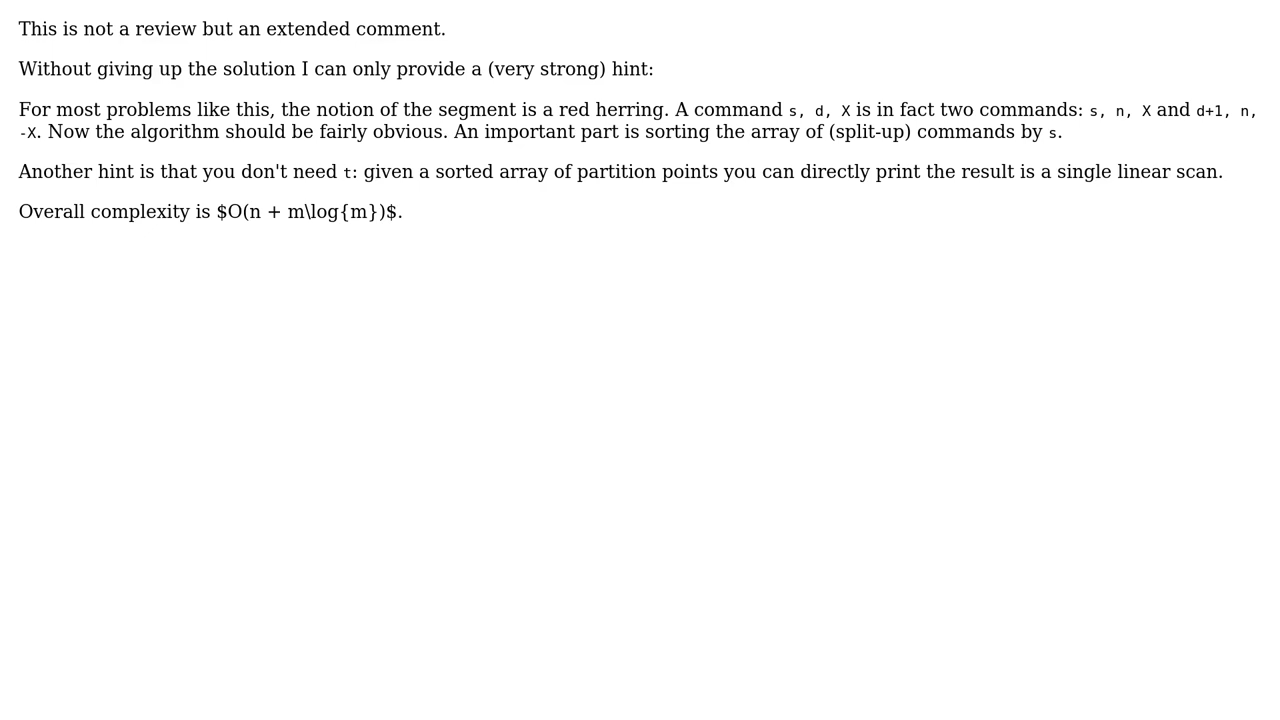 This is not a review but an extended comment.
Without giving up the solution I can only provide a (very strong) hint:
For most problems like this, the notion of the segment is a red herring. A command s, d, X is in fact two commands: s, n, X and d+1, n,
-X. Now the algorithm should be fairly obvious. An important part is sorting the array of (split-up) commands by s.
Another hint is that you don't need t: given a sorted array of partition points you can directly print the result is a single linear scan.
Overall complexity is $O(n + m\log{m})$.